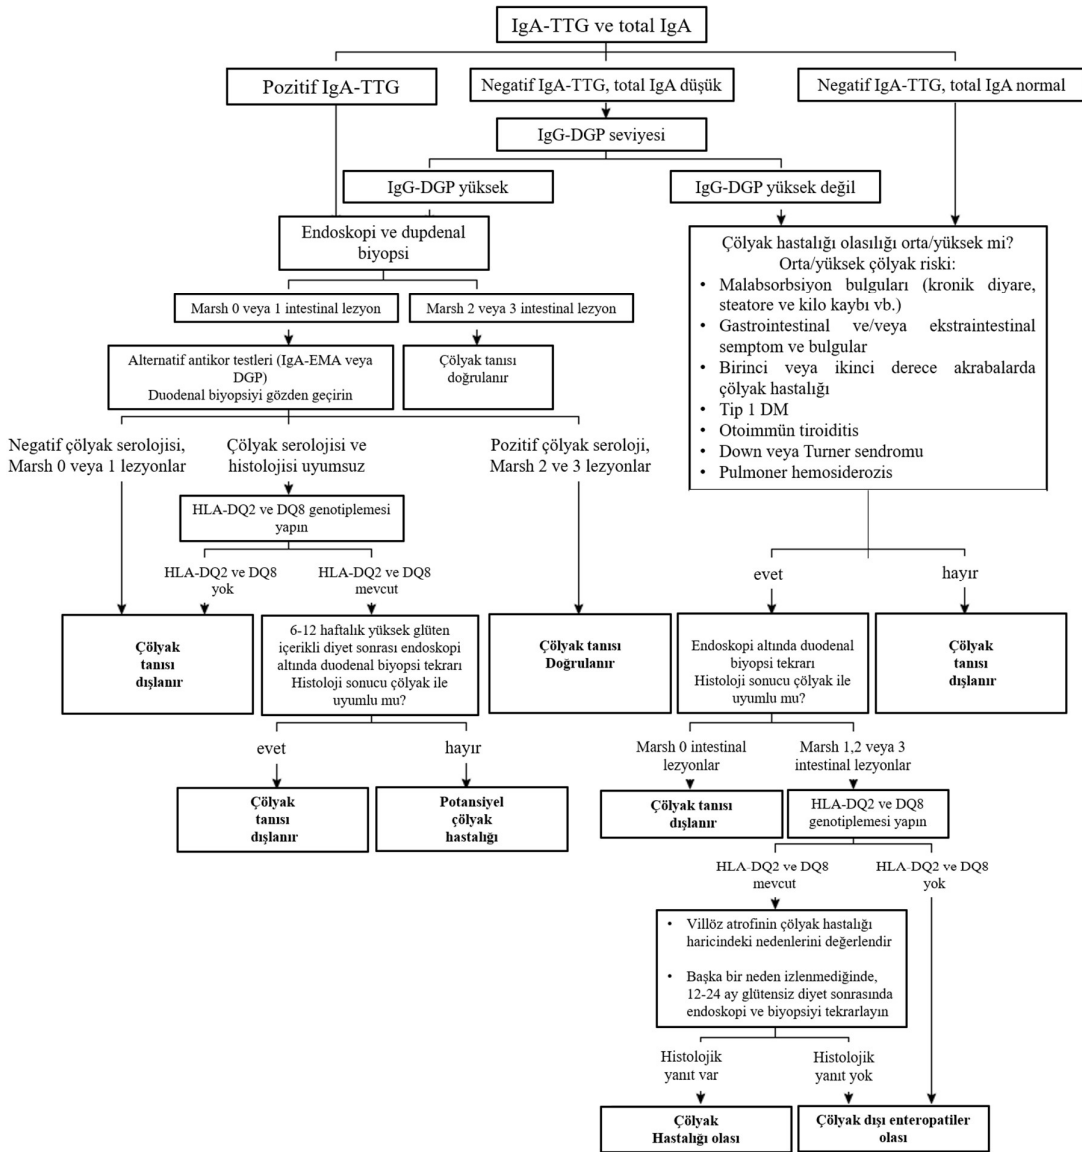 IgA-TTG ve total IgA
Pozitif IgA-TTG
Negatif IgA-TTG, total IgA düşük
Negatif IgA-TTG, total IgA normal
IgG-DGP seviyesi
IgG-DGP yüksek
IgG-DGP yüksek değil
Endoskopi ve dupdenal
biyopsi
Çölyak hastalığı olasılığı orta/yüksek mi?
Orta/yüksek çölyak riski:
• Malabsorbsiyon bulguları (kronik diyare,
steatore ve kilo kaybı vb.)
• Gastrointestinal ve/veya ekstraintestinal
semptom ve bulgular
• Birinci veya ikinci derece akrabalarda
çölyak hastalığı
• Tip 1 DM
• Otoimmün tiroiditis
• Down veya Turner sendromu
• Pulmoner hemosiderozis
Marsh 0 veya 1 intestinal lezyon
Marsh 2 veya 3 intestinal lezyon
Alternatif antikor testleri (IgA-EMA veya
DGP)
Duodenal biyopsiyi gözden geçirin
Çölyak tanısı
doğrulanır
Negatif çölyak serolojisi,
Marsh 0 veya 1 lezyonlar
Çölyak serolojisi ve
histolojisi uyumsuz
Pozitif çölyak seroloji,
Marsh 2 ve 3 lezyonlar
HLA-DQ2 ve DQ8 genotiplemesi
yapın
HLA-DQ2 ve DQ8
yok
HLA-DQ2 ve DQ8
mevcut
evet
hayır
Çölyak
tanısı
dışlanır
6-12 haftalık yüksek glüten
içerikli diyet sonrası endoskopi
altında duodenal biyopsi tekrarı
Histoloji sonucu çölyak ile
uyumlu mu?
Çölyak tanısı
Doğrulanır
Endoskopi altında duodenal
biyopsi tekrarı
Histoloji sonucu çölyak ile
uyumlu mu?
Çölyak
tanısı
dışlanır
evet
hayır
Marsh 0 intestinal
lezyonlar
Marsh 1,2 veya 3
intestinal lezyonlar
Çölyak
tanısı
dışlanır
Potansiyel
çölyak
hastalığı
Çölyak tanısı
dışlanır
HLA-DQ2 ve DQ8
genotiplemesi yapın
HLA-DQ2 ve DQ8
mevcut
HLA-DQ2 ve DQ8
yok
• Villöz atrofinin çölyak hastalığı
haricindeki nedenlerini değerlendir
• Başka bir neden izlenmediğinde,
12-24 ay glütensiz diyet sonrasında
endoskopi ve biyopsiyi tekrarlayın
Histolojik
yanıt var
Histolojik
yanıt yok
Çölyak
Hastalığı olası
Çölyak dışı enteropatiler
olası